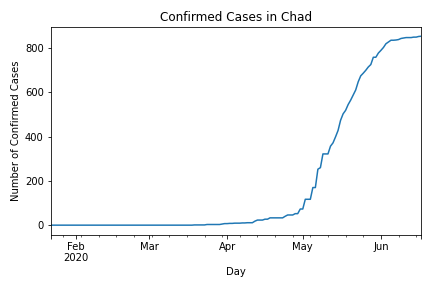 Confirmed Cases in Chad
Number of Confirmed Cases
800
600
400
200
0
Feb
2020
Mar
Apr
May
Jun
Day